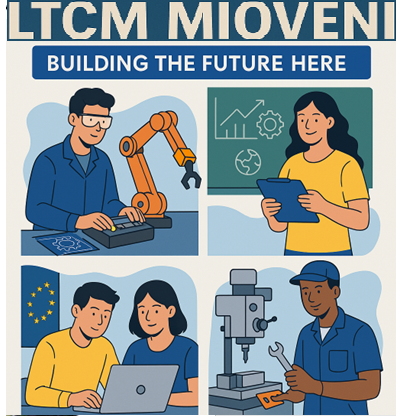 LTCM MIOVENI
BUILDING THE FUTURE HERE